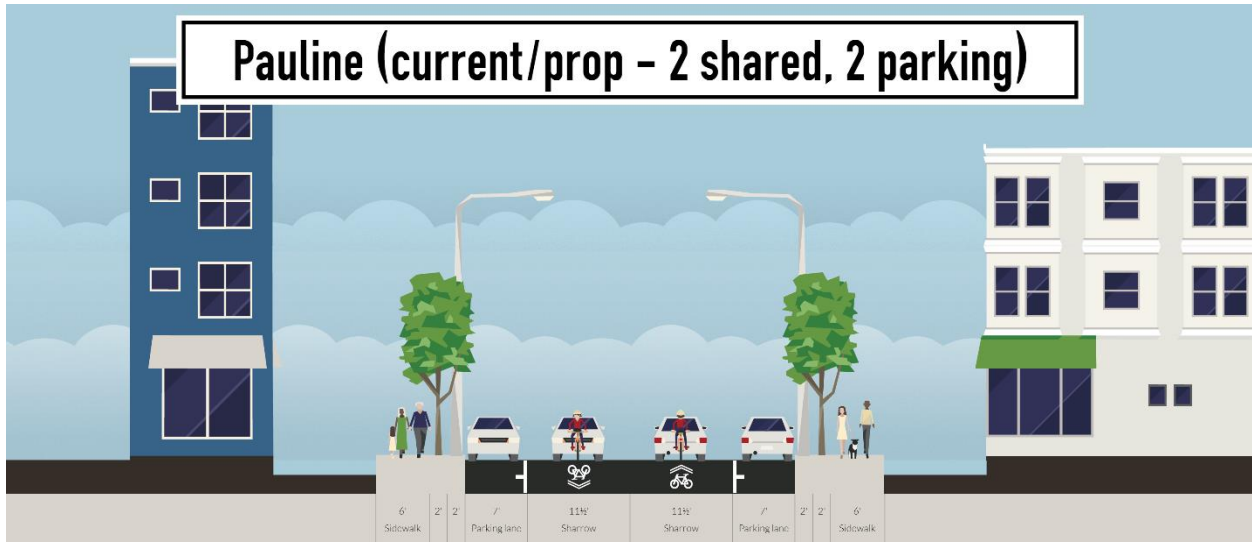 Pauline (current/prop – 2 shared, 2 parking)
6' 2' 2' 7' 11½' 11½' 7' 2' 2' 6'
Sidewalk Parking lane Sharrow Sharrow Parking lane Sidewalk